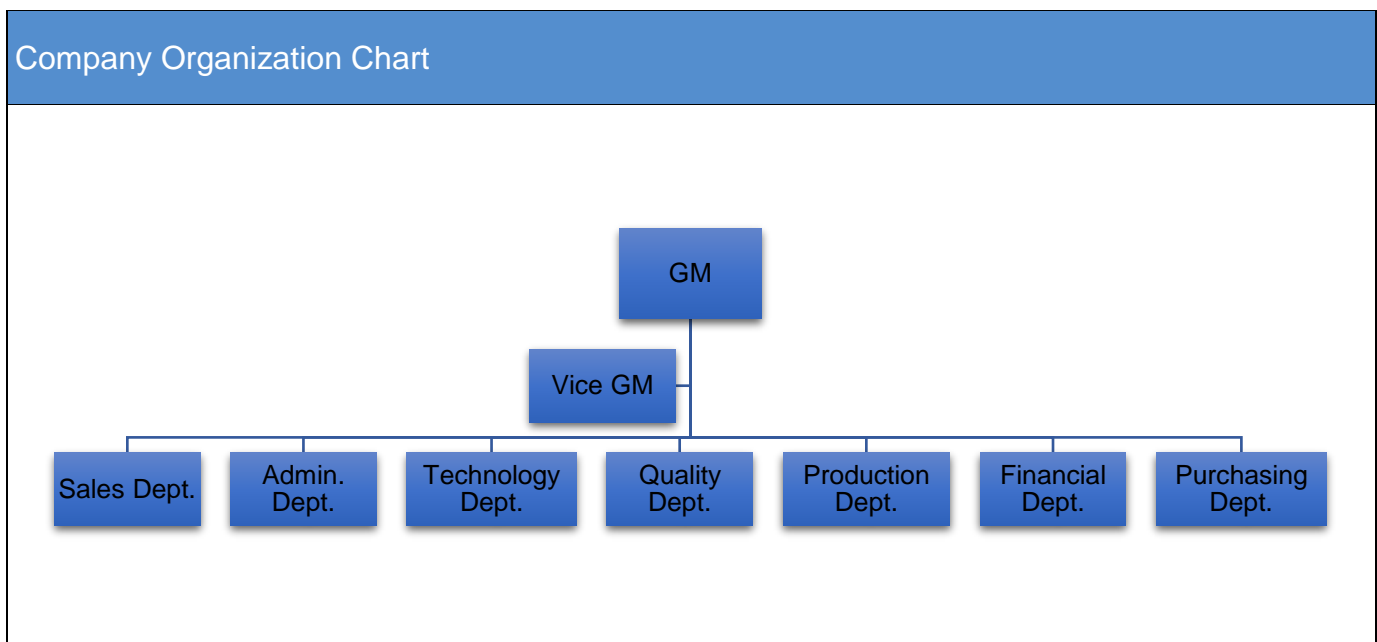 Company Organization Chart
GM
Vice GM
Sales Dept.
Admin.
Dept.
Technology
Dept.
Quality
Dept.
Production
Dept.
Financial
Dept.
Purchasing
Dept.